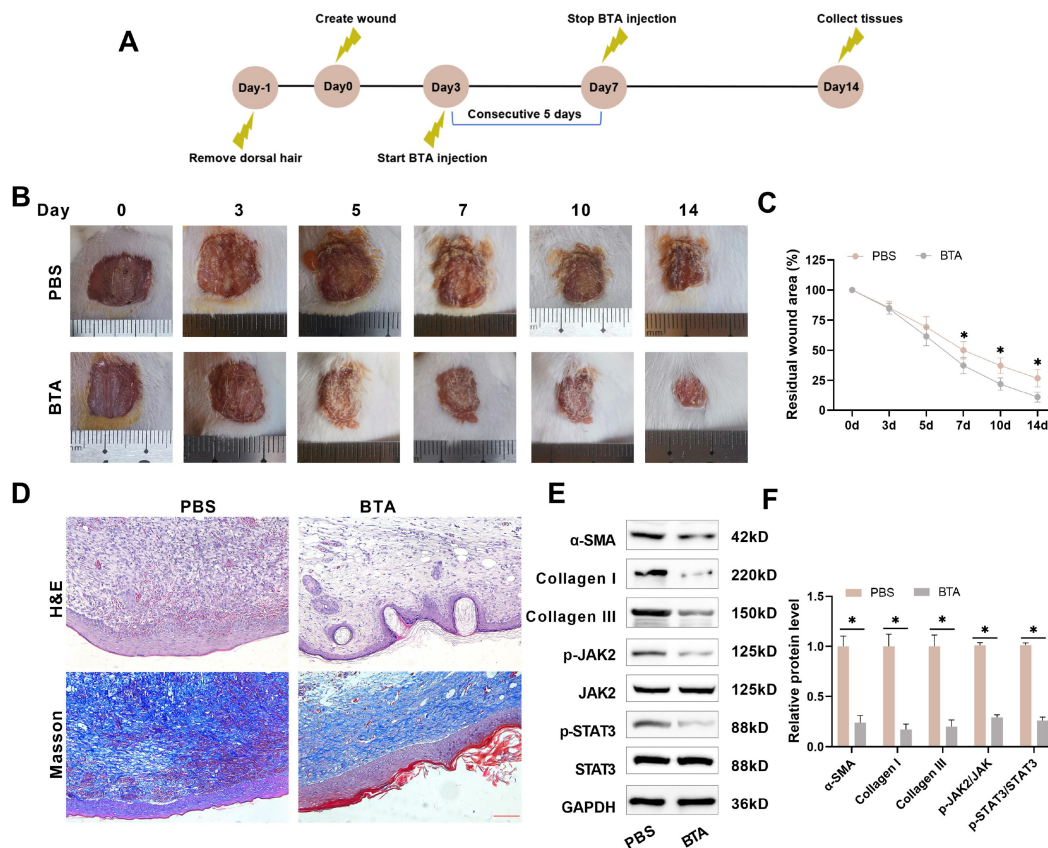 A
Create wound
Stop BTA injection
Collect tissues
Day-1
Day0
Day3
Day7
Day14
Consecutive 5 days
Remove dorsal hair
Start BTA injection
B
Day
0
3
5
7
10
14
PBS
BTA
C
PBS
BTA
Residual wound area (%)
125
100
75
50
25
0
*
*
*
0d
3d
5d
7d
10d
14d
D
PBS
BTA
H&E
Masson
E
α-SMA
42kD
Collagen I
220kD
Collagen III
150kD
p-JAK2
125kD
JAK2
125kD
p-STAT3
88kD
STAT3
88kD
GAPDH
36kD
PBS
BTA
F
PBS
BTA
Relative protein level
1.5
1.0
0.5
0.0
*
*
*
*
*
α-SMA
Collagen I
Collagen III
p-JAK2/JAK
p-STAT3/STAT3